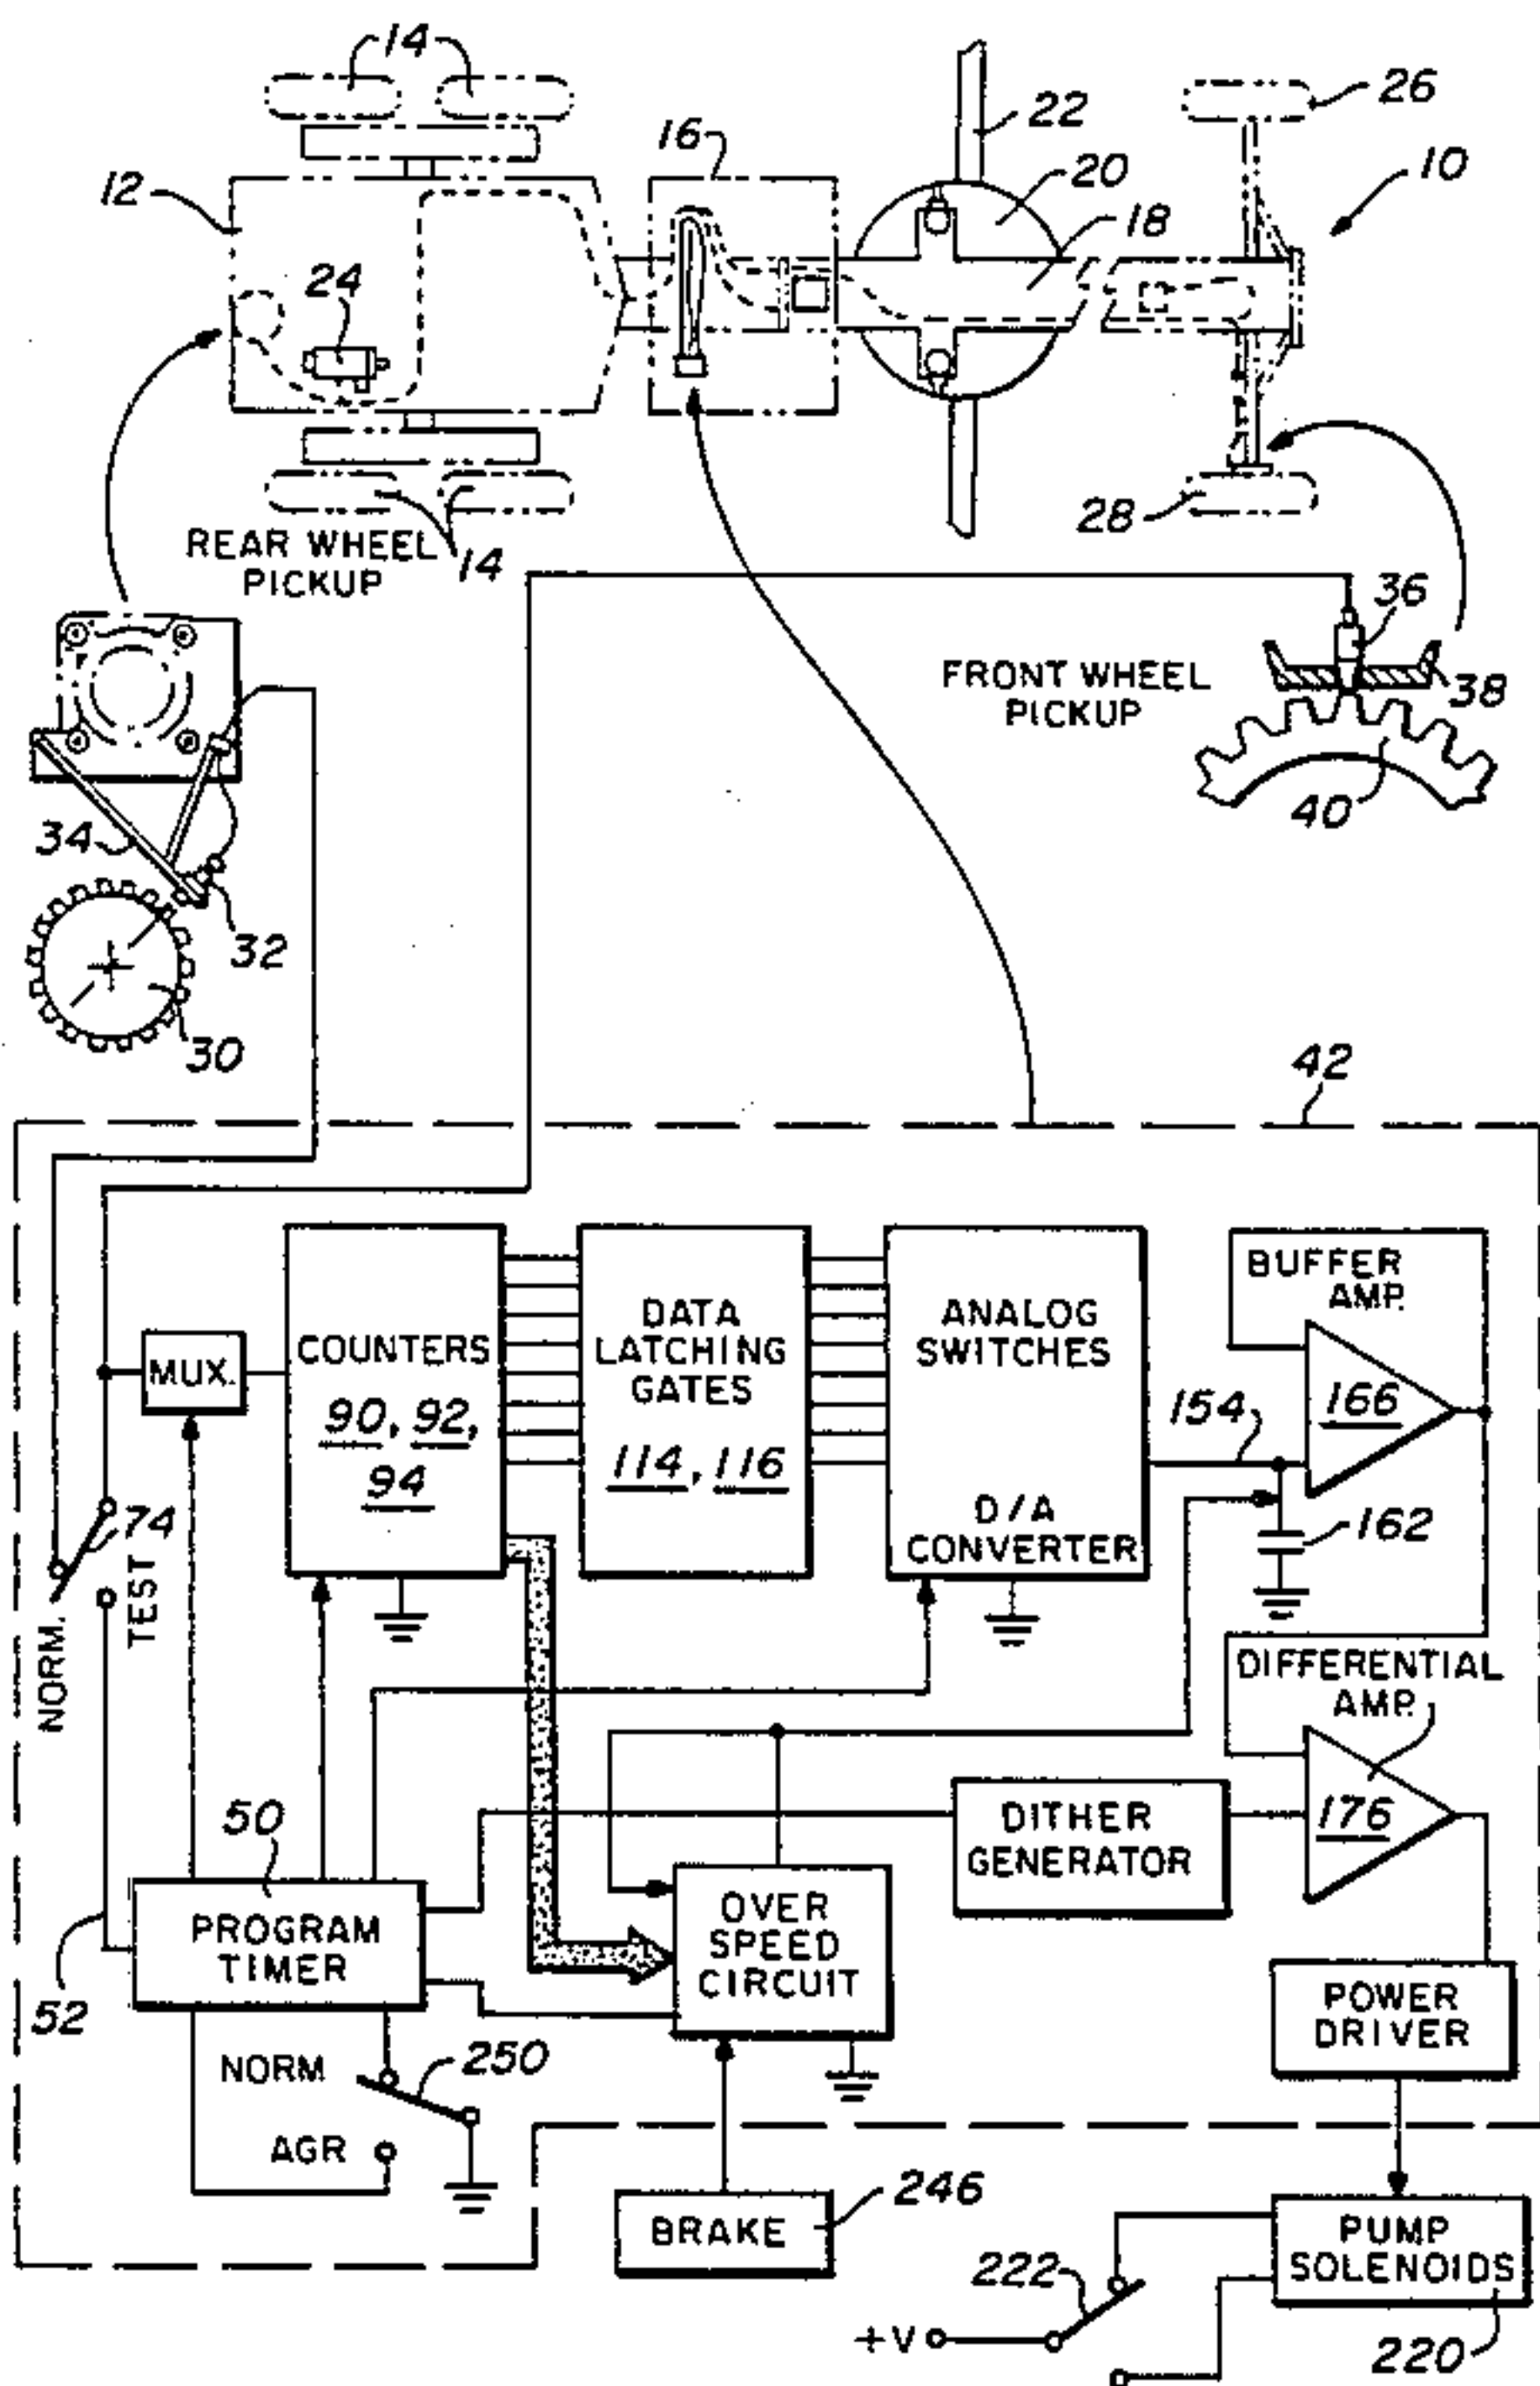 14
22
26
16
12
20
10
18
24
28
REAR WHEEL
PICKUP
14
36
FRONT WHEEL
PICKUP
38
34
40
32
30
42
BUFFER
AMP.
DATA
LATCHING
GATES
ANALOG
SWITCHES
COUNTERS
MUX.
90, 92,
94
114, 116
154
166
D/A
CONVERTER
162
74
TEST
NORM.
DIFFERENTIAL
AMP.
50
DITHER
GENERATOR
176
PROGRAM
TIMER
OVER
SPEED
CIRCUIT
52
POWER
DRIVER
NORM
250
AGR
246
BRAKE
PUMP
SOLENOIDS
222
+V
220